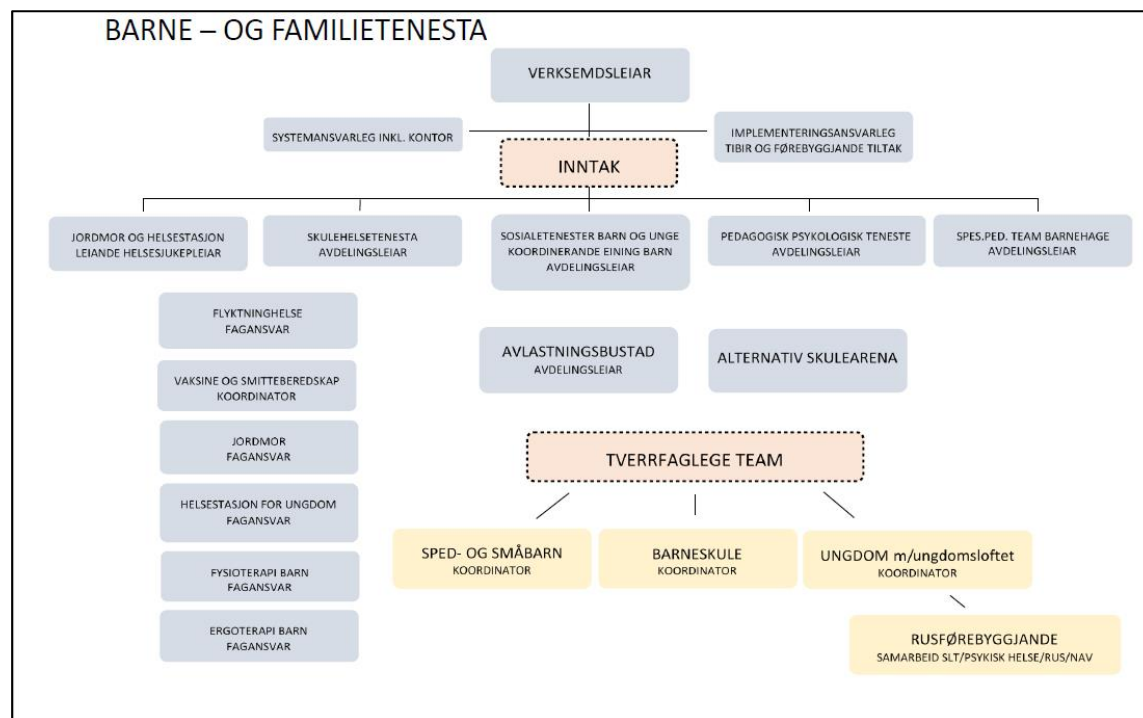 BARNE – OG FAMILIETENESTA
VERKSEMDSLEIAR
SYSTEMANSVARLEG INKL. KONTOR
IMPLEMENTERINGSANSVARLEG
TIBIR OG FØREBYGGJANDE TILTAK
INNTAK
JORDMOR OG HELSESTASJON
LEIANDE HELSESJUKEPLEIAR
SKULEHELSETENESTA
AVDELINGSLEIAR
SOSIALETENESTER BARN OG UNGE
KOORDINERANDE EINING BARN
AVDELINGSLEIAR
PEDAGOGISK PSYKOLOGISK TENESTE
AVDELINGSLEIAR
SPES.PED. TEAM BARNEHAGE
AVDELINGSLEIAR
FLYKTNINGHELSE
FAGANSVAR
VAKSINE OG SMITTEBEREDSKAP
KOORDINATOR
JORDMOR
FAGANSVAR
HELSESTASJON FOR UNGDOM
FAGANSVAR
FYSIOTERAPI BARN
FAGANSVAR
ERGOTERAPI BARN
FAGANSVAR
AVLASTNINGSBUSTAD
AVDELINGSLEIAR
ALTERNATIV SKULEARENA
TVERRFAGLEGE TEAM
SPED- OG SMÅBARN
KOORDINATOR
BARNESKULE
KOORDINATOR
UNGDOM m/ungdomsloftet
KOORDINATOR
RUSFØREBYGGJANDE
SAMARBEID SLT/PSYKISK HELSE/RUS/NAV